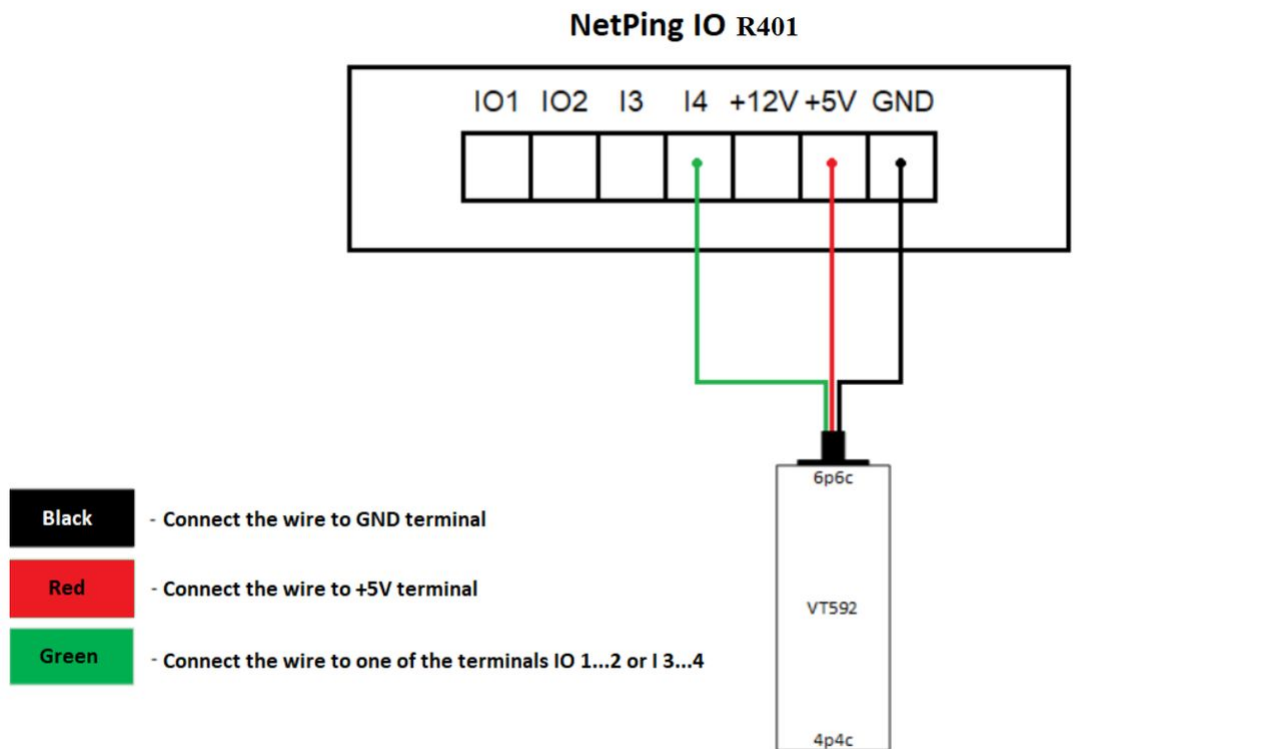 NetPing IO R401
IO1 IO2 I3 I4 +12V +5V GND
6p6c
Black - Connect the wire to GND terminal
Red - Connect the wire to +5V terminal
VT592
Green - Connect the wire to one of the terminals IO 1...2 or I 3...4
4p4c